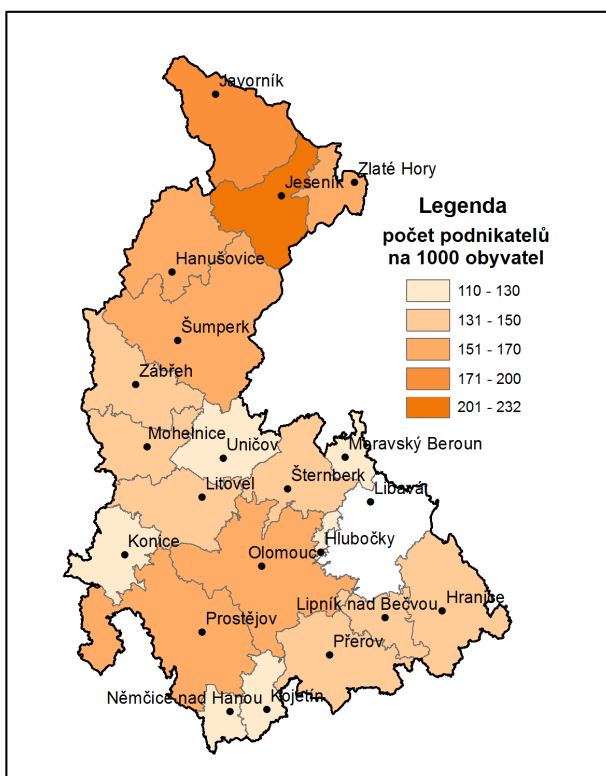 Javorník
Zlaté Hory
Jeseník
Legenda
počet podnikatelů
na 1000 obyvatel
110 - 130
131 - 150
151 - 170
171 - 200
201 - 232
Hanušovice
Šumperk
Zábřeh
Mohelnice
Uničov
Moravský Beroun
Šternberk
Litovel
Libavá
Konice
Olomouc
Hlubočky
Lipník nad Bečvou
Hranice
Prostějov
Přerov
Němčice nad Hanou
Kojetín